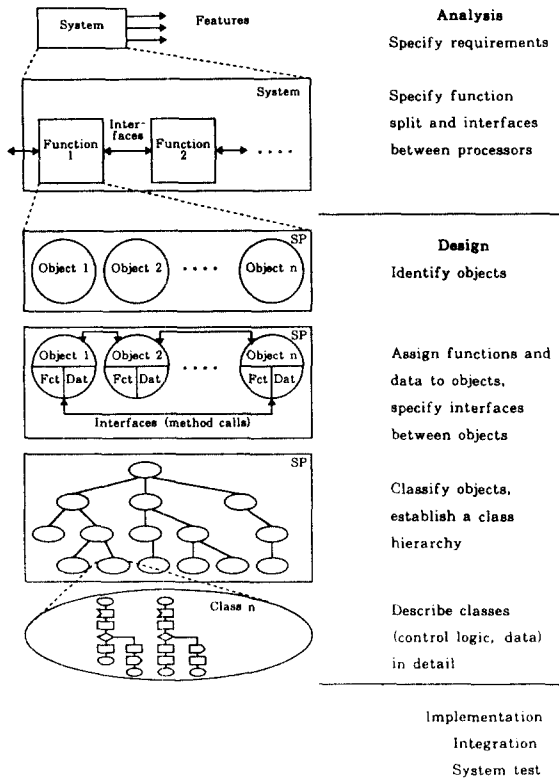 System
Features
Analysis
Specify requirements
System
Function
1
Inter-
faces
Function
2
Specify function
split and interfaces
between processors
SP
Object 1
Object 2
Object n
Design
Identify objects
SP
Object 1
Fct Dat
Object 2
Fct Dat
Object n
Fct Dat
Interfaces (method calls)
Assign functions and
data to objects,
specify interfaces
between objects
SP
Classify objects,
establish a class
hierarchy
Class n
Describe classes
(control logic, data)
in detail
Implementation
Integration
System test